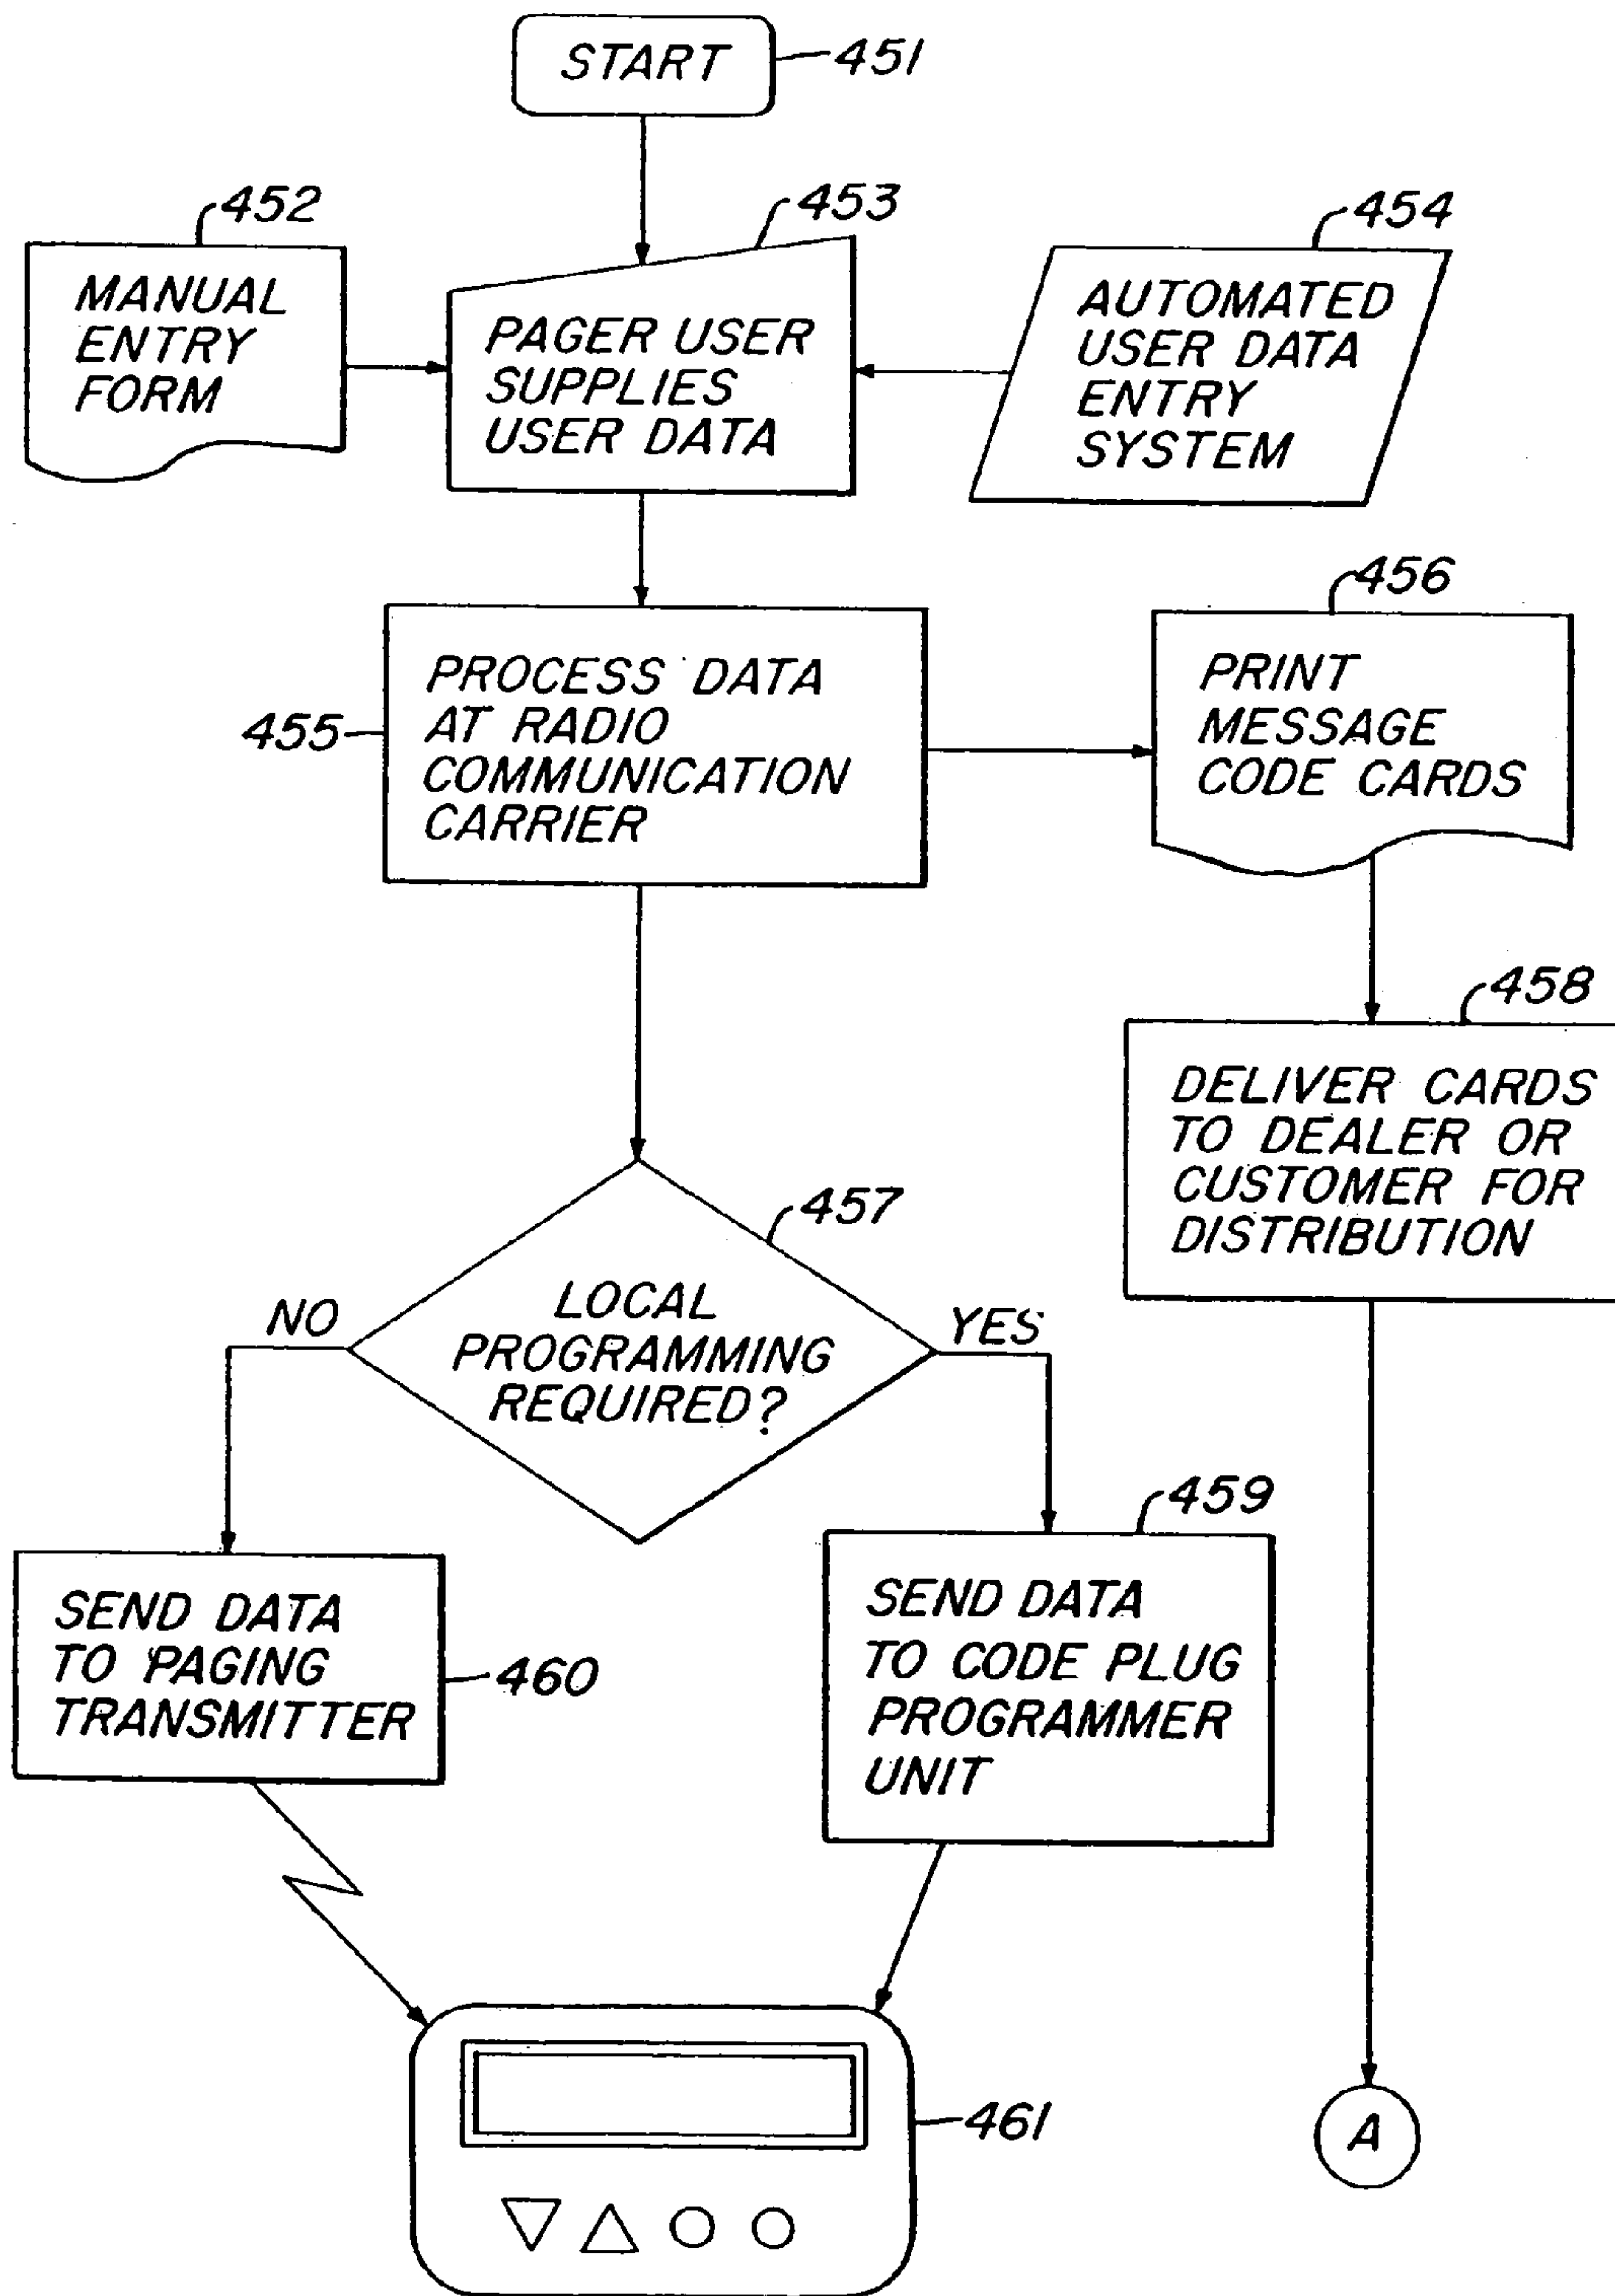 START
451
452
453
454
MANUAL
ENTRY
FORM
PAGER USER
SUPPLIES
USER DATA
AUTOMATED
USER DATA
ENTRY
SYSTEM
455
PROCESS DATA
AT RADIO
COMMUNICATION
CARRIER
456
PRINT
MESSAGE
CODE CARDS
458
DELIVER CARDS
TO DEALER OR
CUSTOMER FOR
DISTRIBUTION
457
LOCAL
PROGRAMMING
REQUIRED?
NO
YES
460
SEND DATA
TO PAGING
TRANSMITTER
459
SEND DATA
TO CODE PLUG
PROGRAMMER
UNIT
461
A